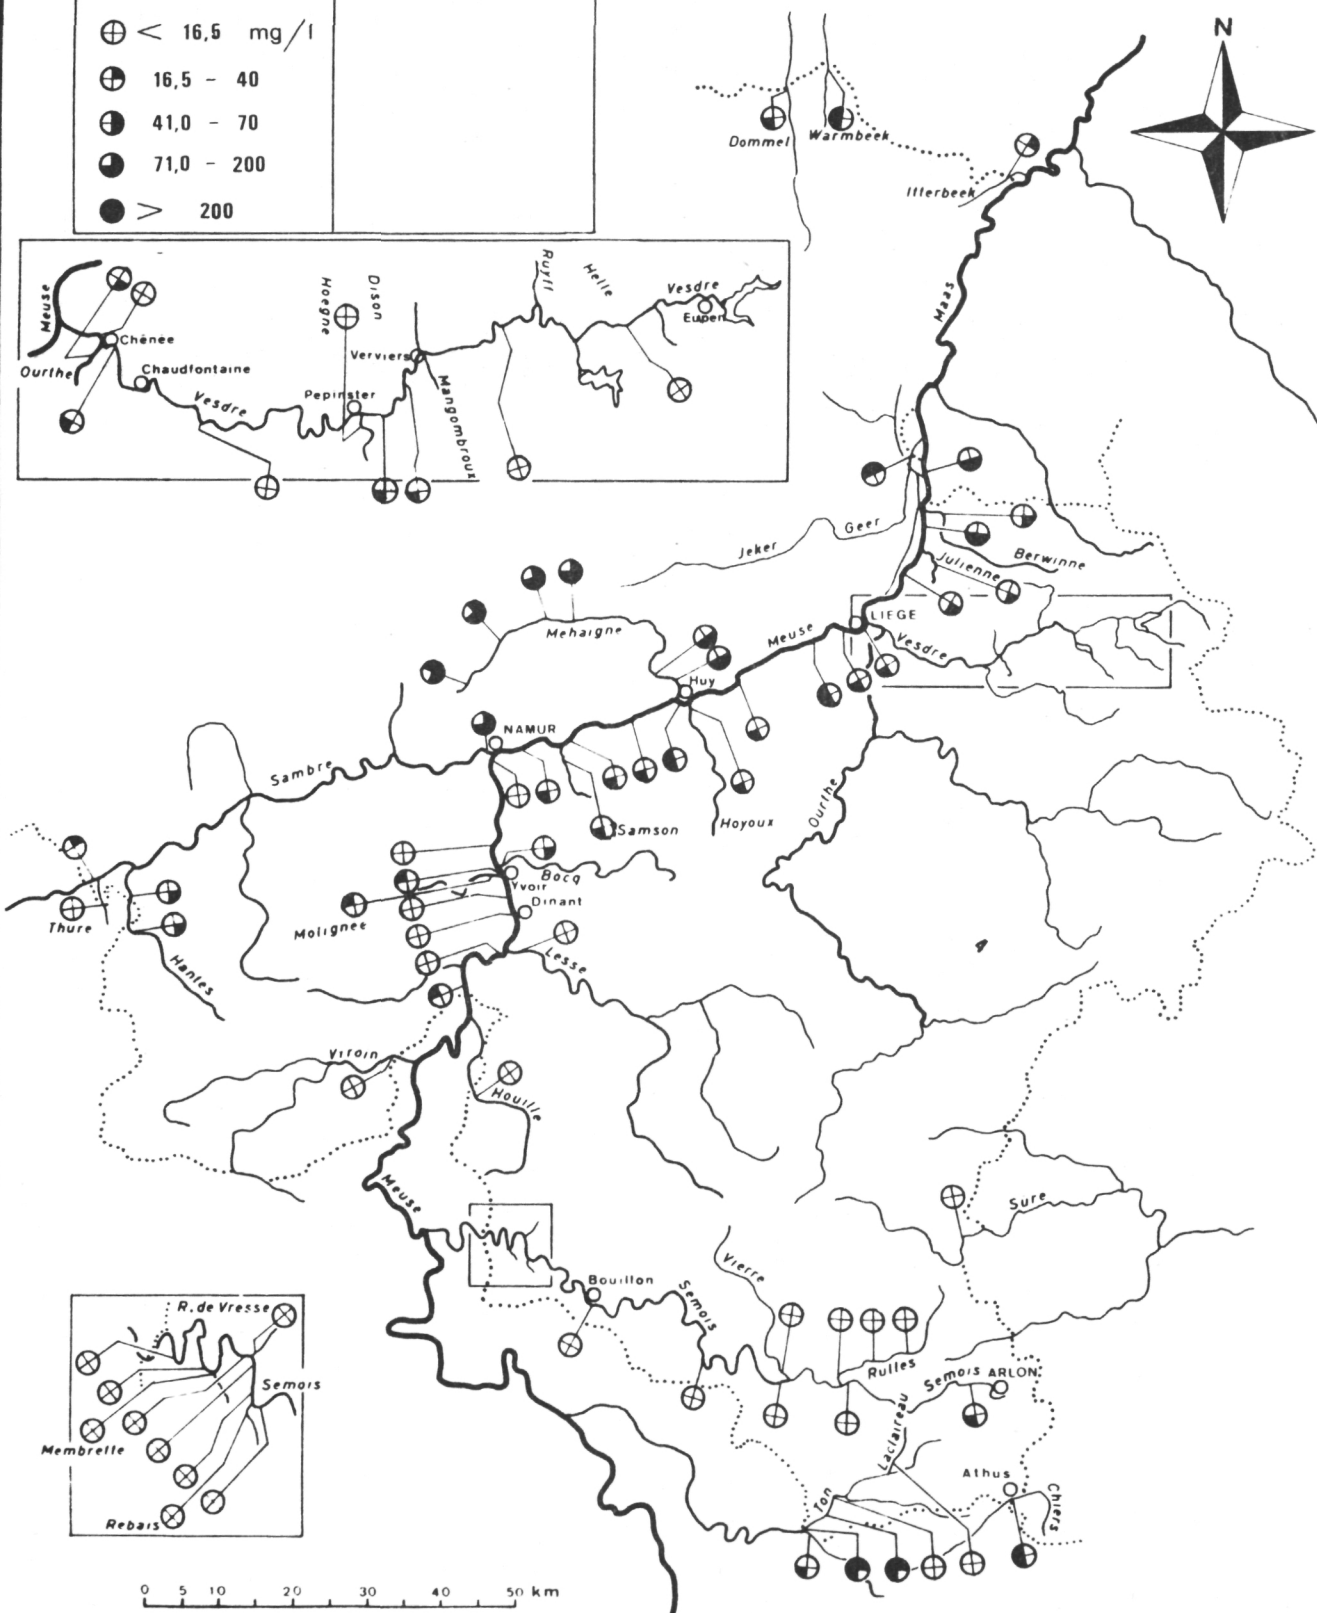 < 16,5 mg/l
16,5 - 40
41,0 - 70
71,0 - 200
> 200
N
Dommel
Warmbeek
Itterbeek
Maas
Meuse
Ourthe
Chênée
Chaudfontaine
Vesdre
Hoegne
Dison
Pepinster
Verviers
Mangombroux
Ruyff
Helle
Vesdre
Eupen
Jeker
Geer
Berwinne
Julienne
LIEGE
Vesdre
Mehaigne
Meuse
Huy
NAMUR
Sambre
Samson
Hoyoux
Ourthe
Bocq
Yvoir
Dinant
Molignee
Thure
Hantes
Lesse
Viroin
Houille
Meuse
Sure
Vierre
Bouillon
Semois
Rulles
Semois
ARLON
Laclaireau
Athus
Ton
Chiers
R. de Vresse
Semois
Membrette
Rebais
0 5 10 20 30 40 50 km